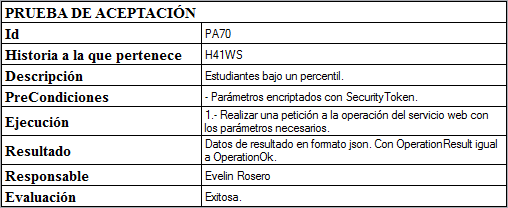 PRUEBA DE ACEPTACIÓN
Id PA70
Historia a la que pertenece H41WS
Descripción Estudiantes bajo un percentil.
PreCondiciones - Parámetros encriptados con SecurityToken.
Ejecución 1.- Realizar una petición a la operación del servicio web con
los parámetros necesarios.
Resultado Datos de resultado en formato json. Con OperationResult igual
a OperationOk.
Responsable Evelin Rosero
Evaluación Exitosa.